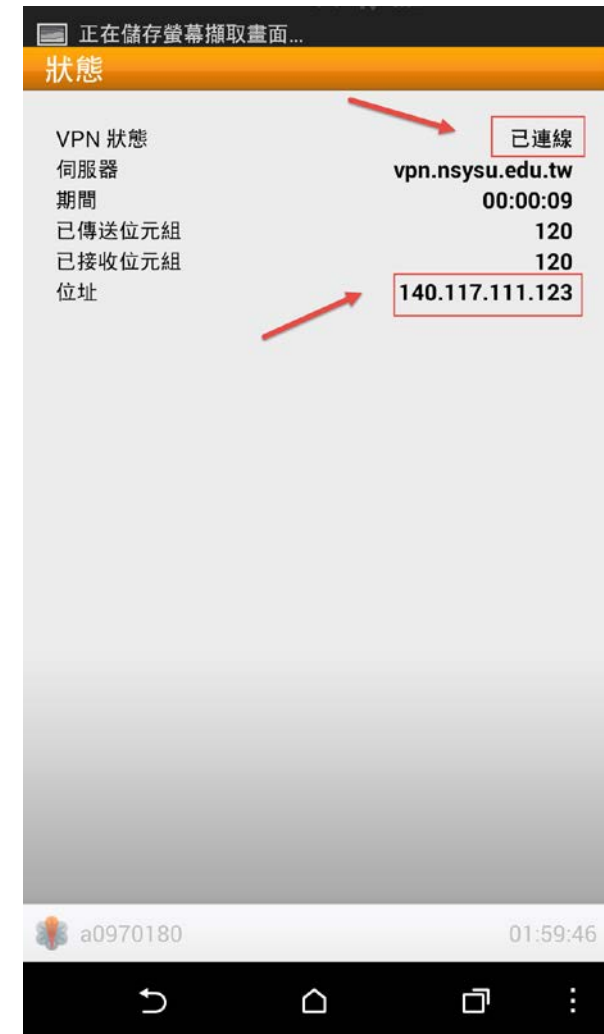 正在儲存螢幕擷取畫面...
狀態
VPN 狀態 已連線
伺服器 vpn.nsysu.edu.tw
期間 00:00:09
已傳送位元組 120
已接收位元組 120
位址 140.117.111.123
a0970180 01:59:46